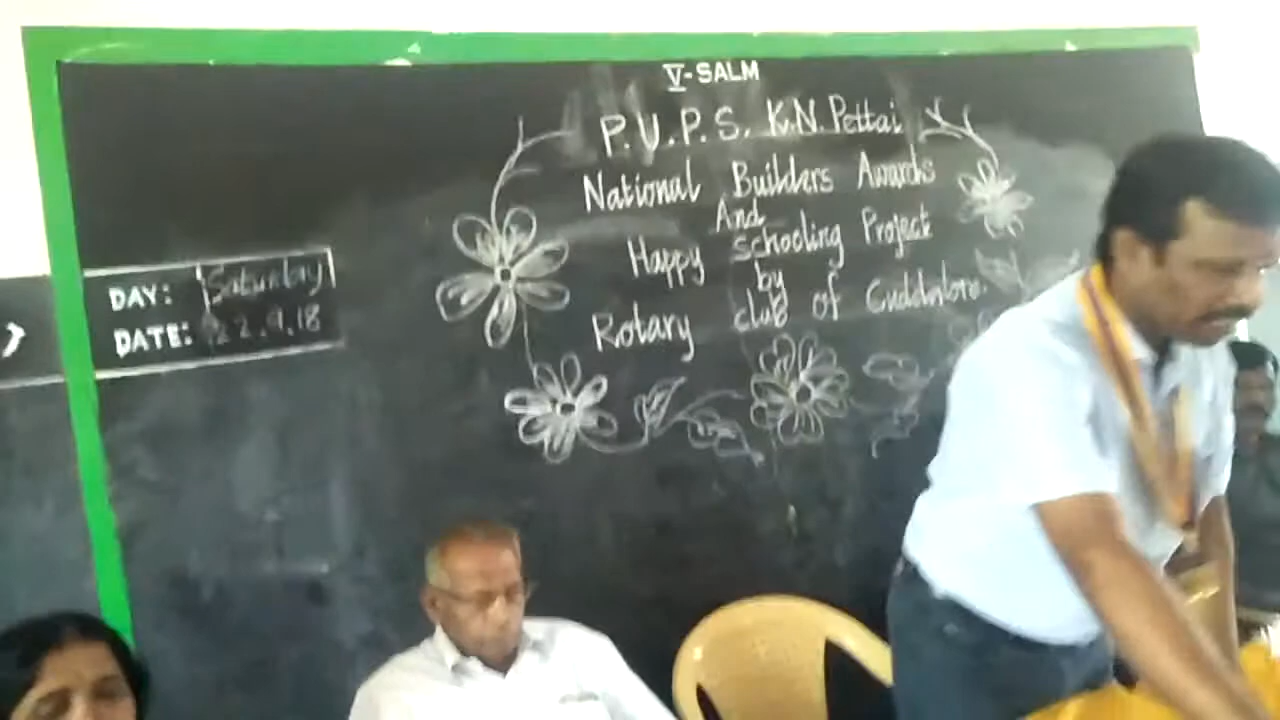 V-SALM
P.U.P.S. K.N. Pettai
National Builders Awards
And
Happy Schooling Project
by
Rotary club of Cuddalore.
DAY: Saturday
DATE: 22.9.18